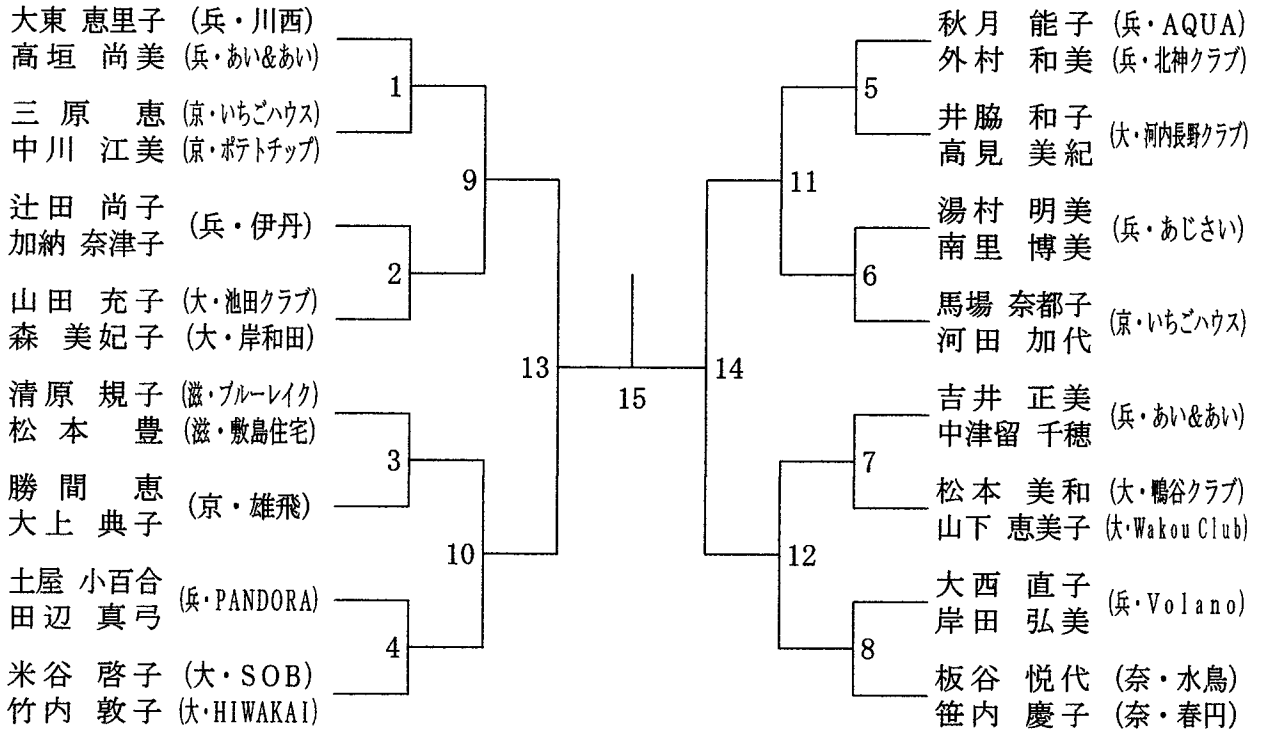 大東 恵里子 (兵・川西)
高垣 尚美 (兵・あい&あい)
1
三原 恵 (京・いちごハウス)
中川 江美 (京・ポテトチップ)
9
辻田 尚子
加納 奈津子
(兵・伊丹)
2
山田 充子 (大・池田クラブ)
森 美妃子 (大・岸和田)
13
清原 規子 (滋・ブルーレイク)
松本 豊 (滋・敷島住宅)
3
勝間 恵
大上 典子
(京・雄飛)
10
土屋 小百合
田辺 真弓
(兵・PANDORA)
4
米谷 啓子 (大・SOB)
竹内 敦子 (大・HIWAKAI)
15
秋月 能子 (兵・AQUA)
外村 和美 (兵・北神クラブ)
5
井脇 和子
高見 美紀
(大・河内長野クラブ)
11
湯村 明美
南里 博美
(兵・あじさい)
6
馬場 奈都子
河田 加代
(京・いちごハウス)
14
吉井 正美
中津留 千穂
(兵・あい&あい)
7
松本 美和 (大・鴨谷クラブ)
山下 恵美子 (大・Wakou Club)
12
大西 直子
岸田 弘美
(兵・Volano)
8
板谷 悦代 (奈・水鳥)
笹内 慶子 (奈・春円)